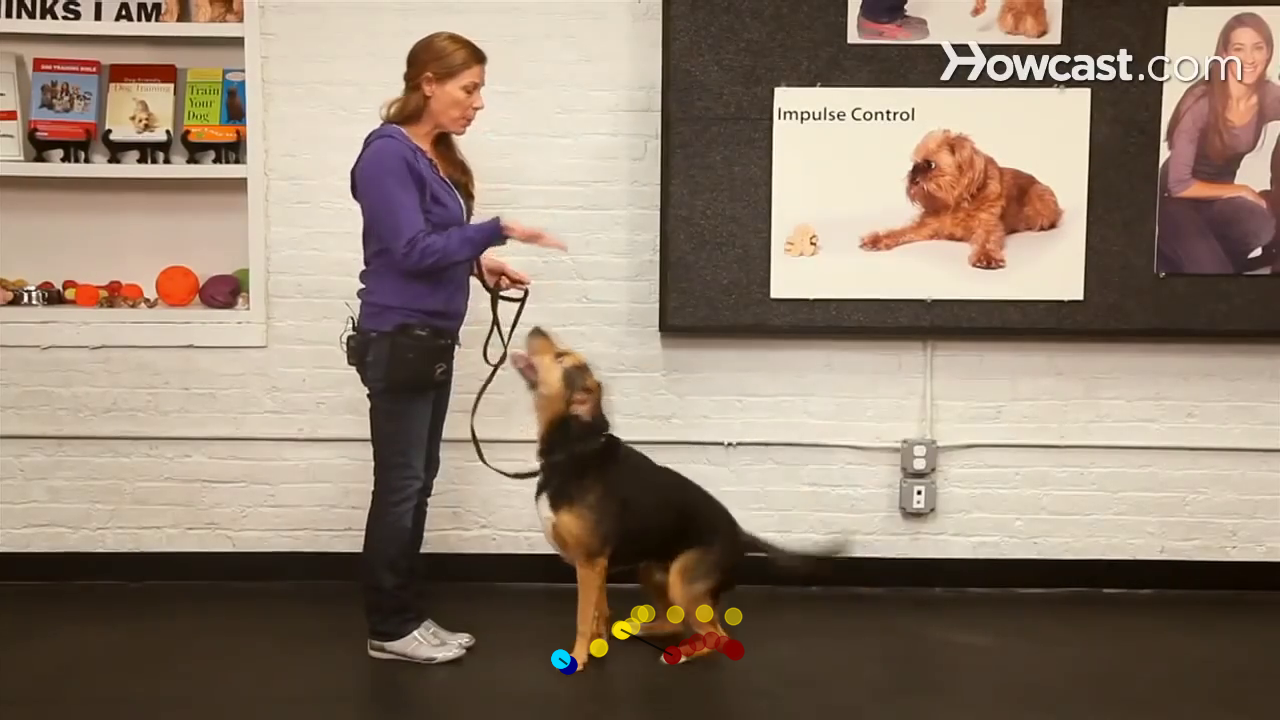 INKS I AM
Howcast.com
DOG TRAINING BIBLE
Dog-Friendly
Dog Training
Train
Your
Dog
Impulse Control